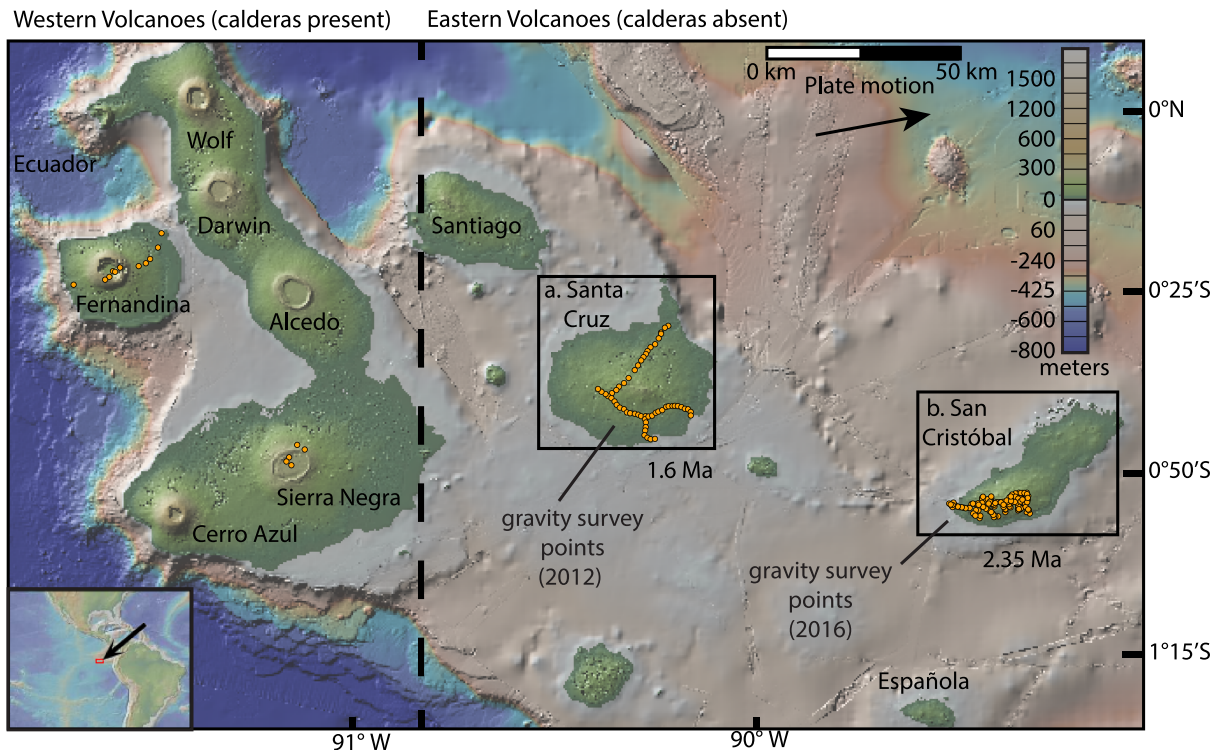 Western Volcanoes (calderas present)
Eastern Volcanoes (calderas absent)
0 km
50 km
Plate motion
1500
1200
600
300
0
60
-240
-425
-600
-800
meters
0°N
0°25'S
0°50'S
1°15'S
Wolf
Ecuador
Darwin
Santiago
Fernandina
Alcedo
a. Santa
Cruz
b. San
Cristóbal
1.6 Ma
Sierra Negra
Cerro Azul
gravity survey
points
(2012)
2.35 Ma
gravity survey
points
(2016)
Española
91° W
90° W